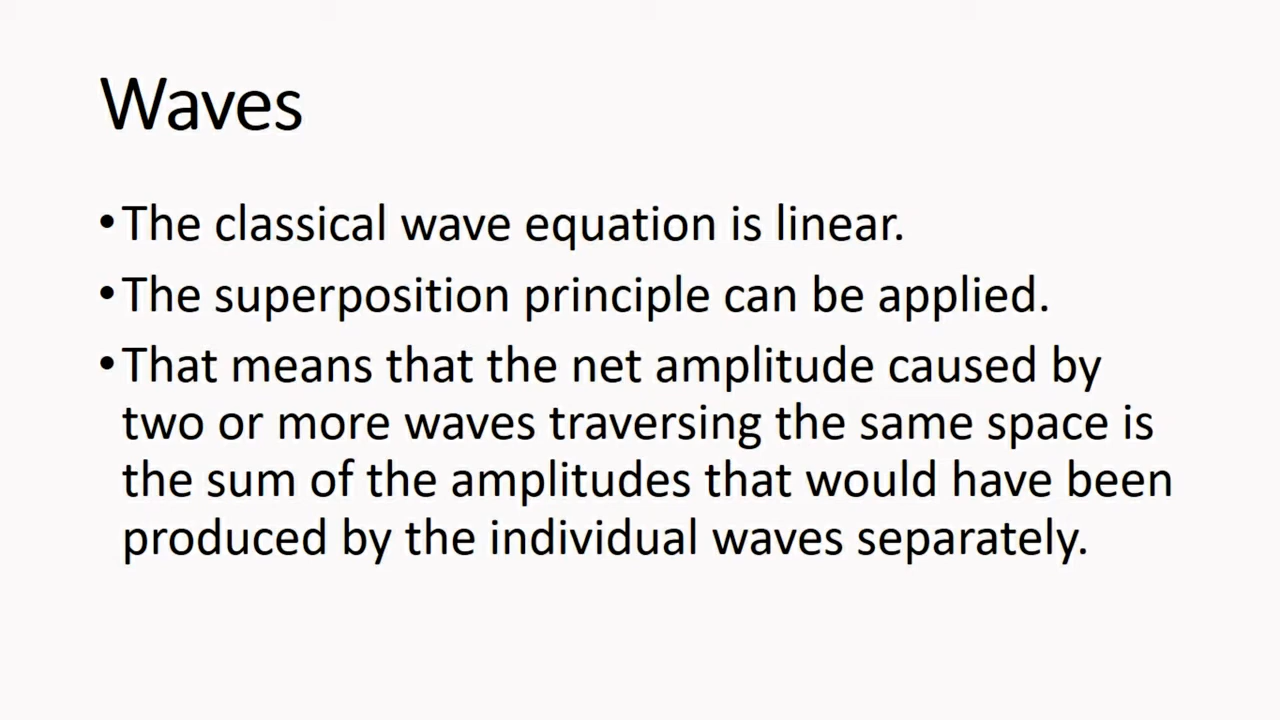 Waves
•The classical wave equation is linear.
•The superposition principle can be applied.
•That means that the net amplitude caused by
two or more waves traversing the same space is
the sum of the amplitudes that would have been
produced by the individual waves separately.